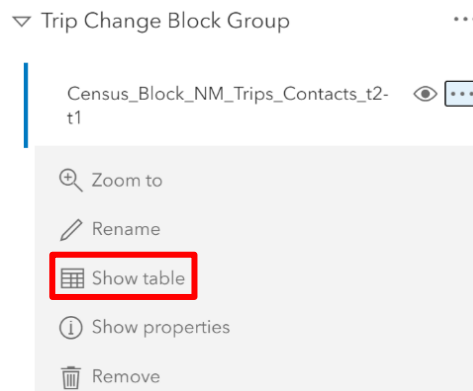 Trip Change Block Group
Census_Block_NM_Trips_Contacts_t2-
t1
Zoom to
Rename
Show table
Show properties
Remove